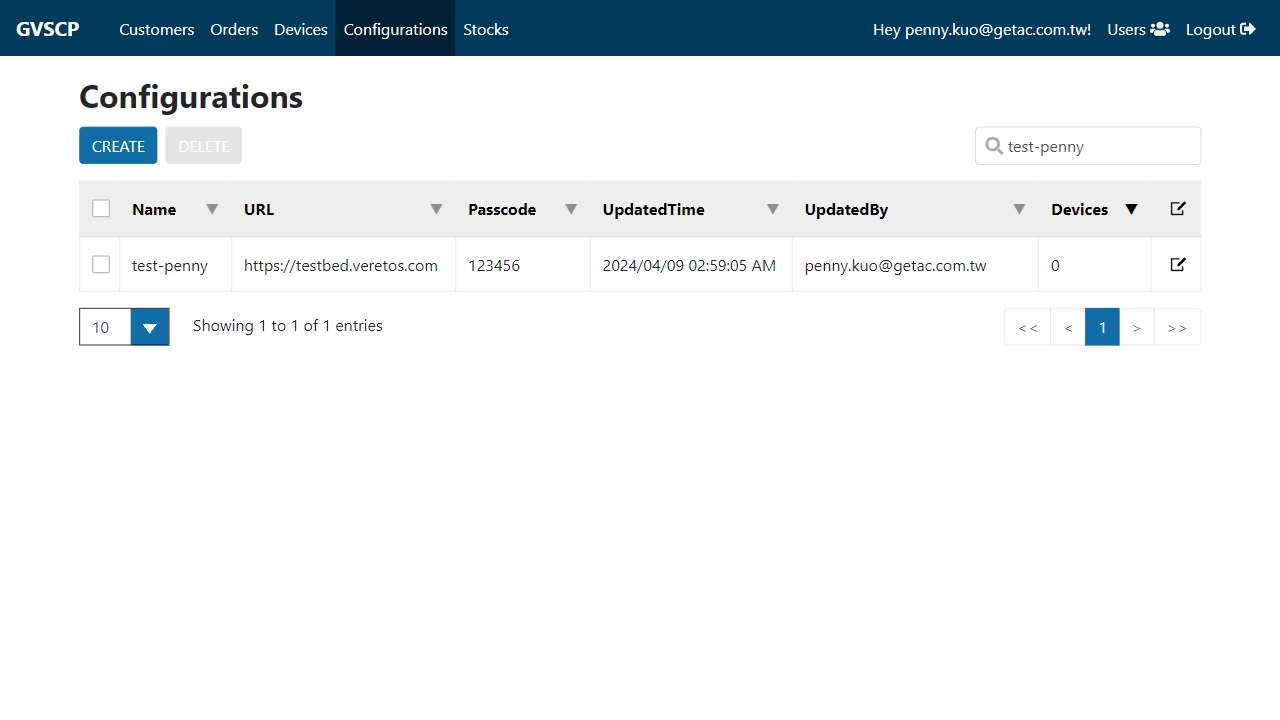 GVSCP Customers Orders Devices Configurations Stocks Hey penny.kuo@getac.com.tw! Users Logout
Configurations
CREATE DELETE test-penny
Name URL Passcode UpdatedTime UpdatedBy Devices
test-penny https://testbed.veretos.com 123456 2024/04/09 02:59:05 AM penny.kuo@getac.com.tw 0
10 Showing 1 to 1 of 1 entries << < 1 > >>